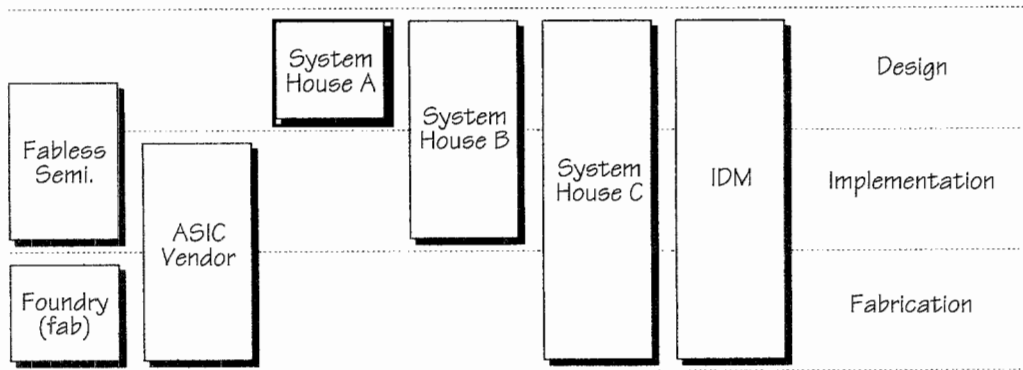 System
House A
System
House B
System
House C
IDM
Fabless
Semi.
ASIC
Vendor
Foundry
(fab)
Design
Implementation
Fabrication